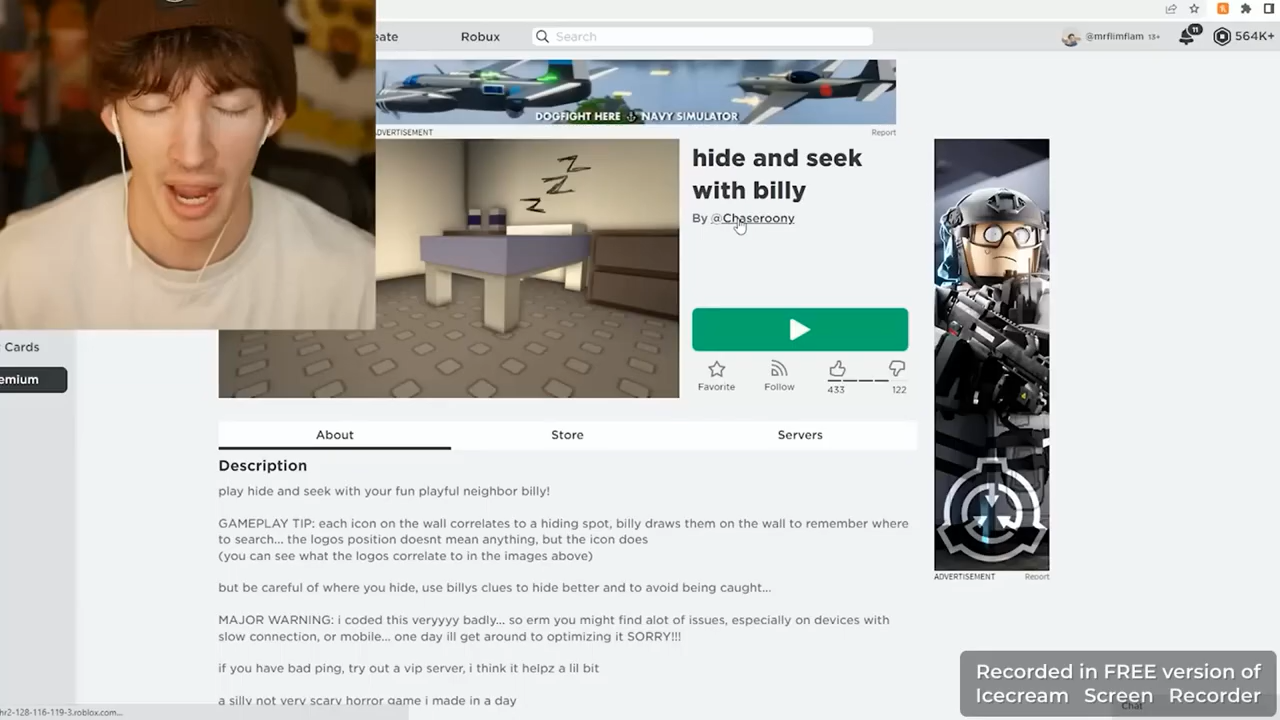 eate
Robux
Search
@mrflimflam 13+
11
564K+
DOGFIGHT HERE NAVY SIMULATOR
ADVERTISEMENT
Report
hide and seek
with billy
By @Chaseroony
Z
Z
Z
Favorite
Follow
433
122
Cards
emium
About
Store
Servers
Description
play hide and seek with your fun playful neighbor billy!
GAMEPLAY TIP: each icon on the wall correlates to a hiding spot, billy draws them on the wall to remember where
to search... the logos position doesnt mean anything, but the icon does
(you can see what the logos correlate to in the images above)
but be careful of where you hide, use billys clues to hide better and to avoid being caught...
MAJOR WARNING: i coded this veryyyy badly... so erm you might find alot of issues, especially on devices with
slow connection, or mobile... one day ill get around to optimizing it SORRY!!!
if you have bad ping, try out a vip server, i think it helpz a lil bit
a silly not very scary horror game i made in a day
ADVERTISEMENT
Report
Recorded in FREE version of
Icecream Screen Recorder
Chat
hr2-128-116-119-3.roblox.com...